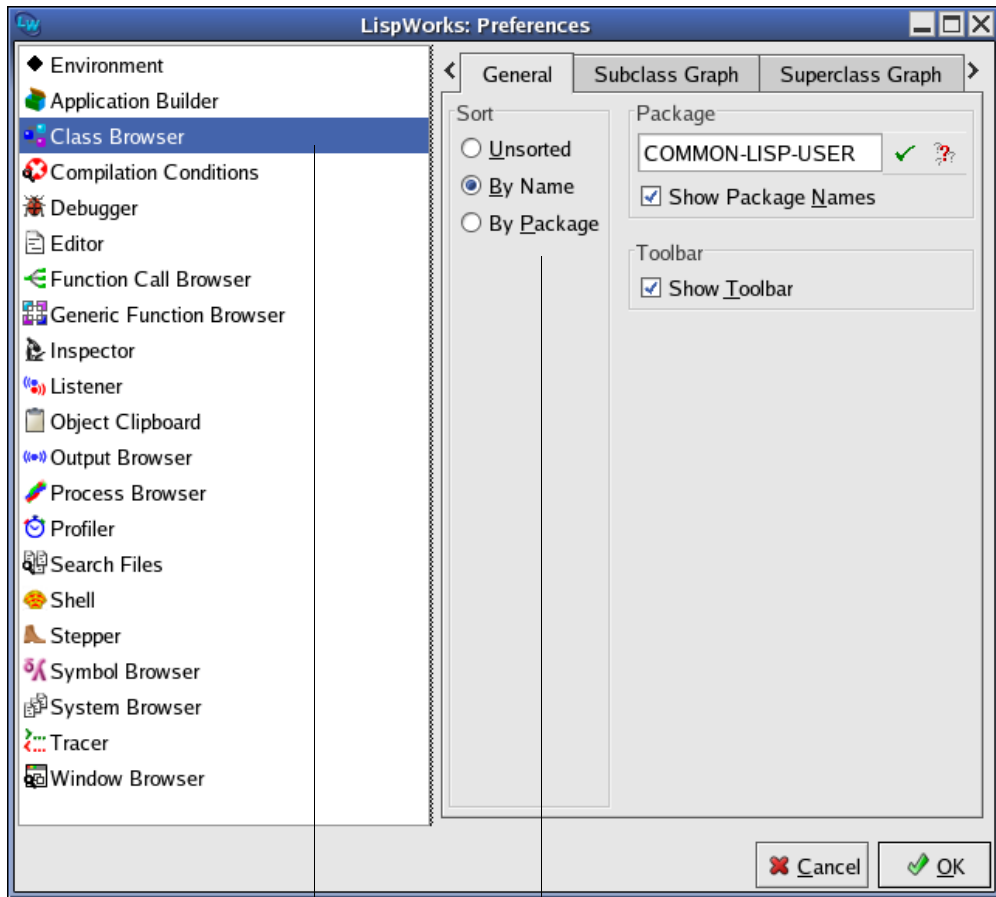 LispWorks: Preferences
Environment
Application Builder
Class Browser
Compilation Conditions
Debugger
Editor
Function Call Browser
Generic Function Browser
Inspector
Listener
Object Clipboard
Output Browser
Process Browser
Profiler
Search Files
Shell
Stepper
Symbol Browser
System Browser
Tracer
Window Browser
General
Subclass Graph
Superclass Graph
Sort
Unsorted
By Name
By Package
Package
COMMON-LISP-USER
Show Package Names
Toolbar
Show Toolbar
Cancel
OK